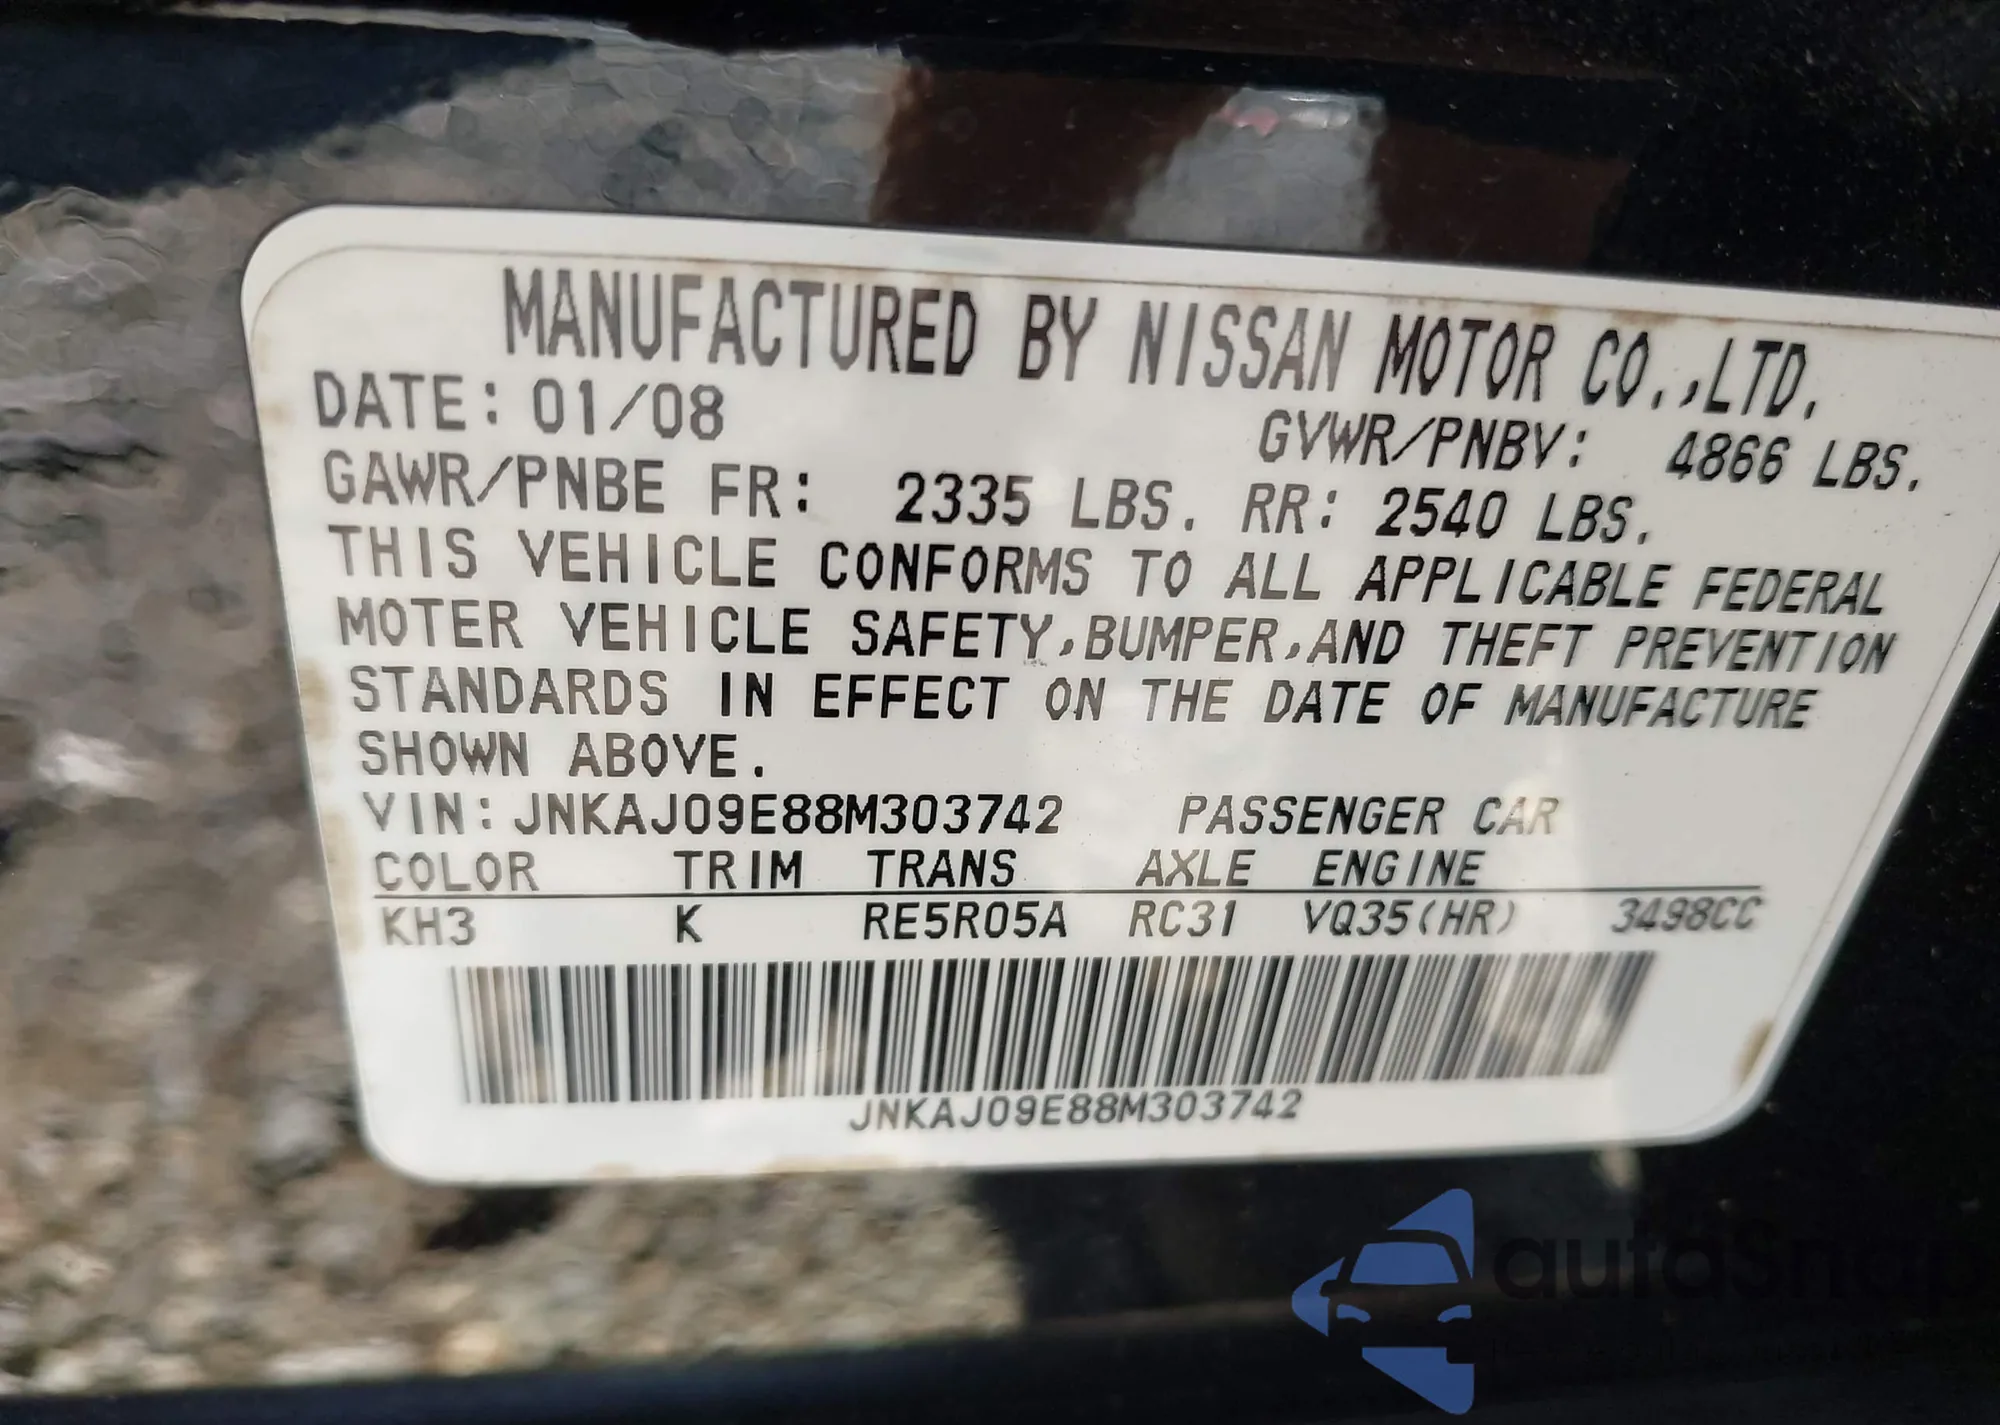 MANUFACTURED BY NISSAN MOTOR CO.,LTD.
DATE: 01/08 GVWR/PNBV: 4866 LBS.
GAWR/PNBE FR: 2335 LBS. RR: 2540 LBS.
THIS VEHICLE CONFORMS TO ALL APPLICABLE FEDERAL
MOTER VEHICLE SAFETY,BUMPER,AND THEFT PREVENTION
STANDARDS IN EFFECT ON THE DATE OF MANUFACTURE
SHOWN ABOVE.
VIN: JNKAJ09E88M303742 PASSENGER CAR
COLOR TRIM TRANS AXLE ENGINE
KH3 K RE5R05A RC31 VQ35(HR) 3498CC
JNKAJ09E88M303742
autoSnap